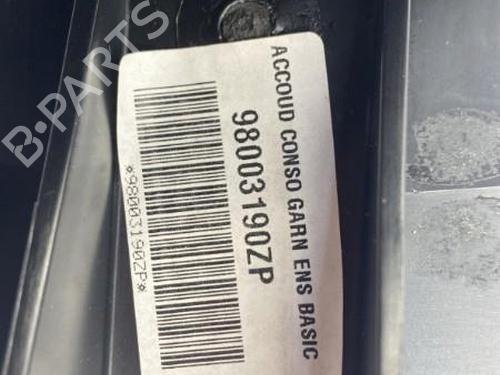 B-PARTS
ACCOUD CONSO GARN ENS BASIC
98003190ZP
*98003190ZP*